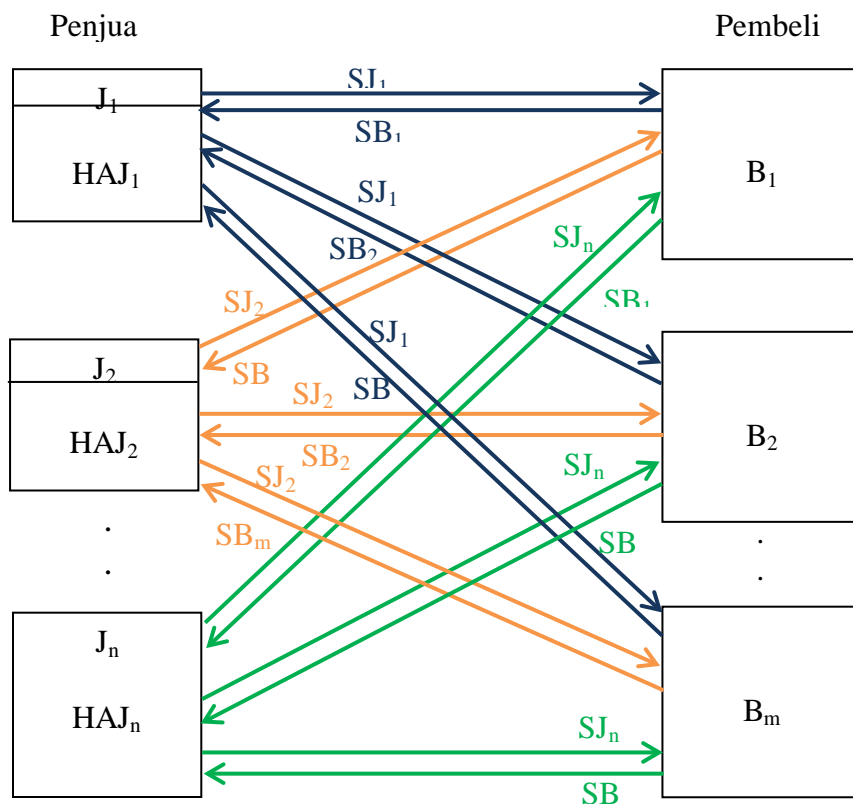 Penjua
Pembeli
J₁
HAJ₁
SJ₁
SB₁
B₁
SJ₁
SB₂
SJₙ
SB₁
SJ₂
SB
SJ₁
SB
J₂
HAJ₂
SJ₂
SB₂
B₂
SJ₂
SBₘ
SJₙ
SB
. .
. .
Jₙ
HAJₙ
SJₙ
SB
Bₘ